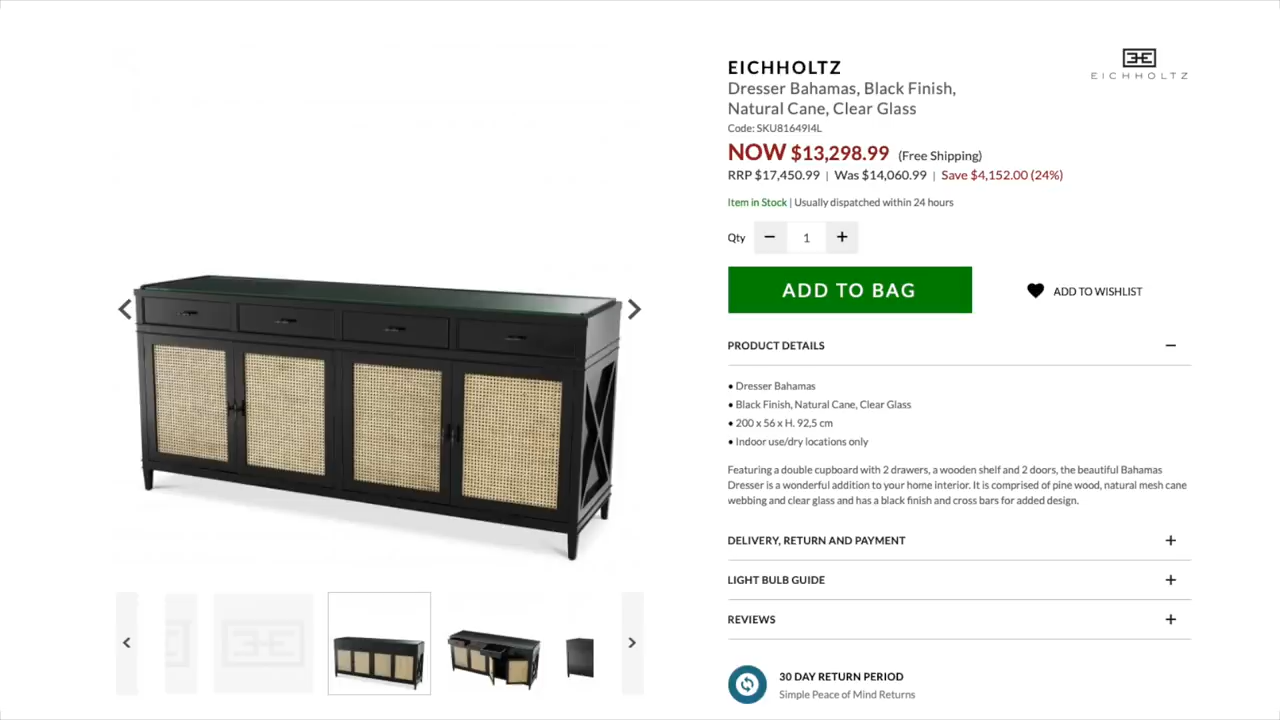 EICHHOLTZ
EICHHOLTZ
Dresser Bahamas, Black Finish,
Natural Cane, Clear Glass
Code: SKU81649I4L
NOW $13,298.99 (Free Shipping)
RRP $17,450.99 | Was $14,060.99 | Save $4,152.00 (24%)
Item in Stock | Usually dispatched within 24 hours
Qty − 1 +
ADD TO BAG
ADD TO WISHLIST
PRODUCT DETAILS −
• Dresser Bahamas
• Black Finish, Natural Cane, Clear Glass
• 200 x 56 x H. 92,5 cm
• Indoor use/dry locations only
Featuring a double cupboard with 2 drawers, a wooden shelf and 2 doors, the beautiful Bahamas
Dresser is a wonderful addition to your home interior. It is comprised of pine wood, natural mesh cane
webbing and clear glass and has a black finish and cross bars for added design.
DELIVERY, RETURN AND PAYMENT +
LIGHT BULB GUIDE +
REVIEWS +
30 DAY RETURN PERIOD
Simple Peace of Mind Returns